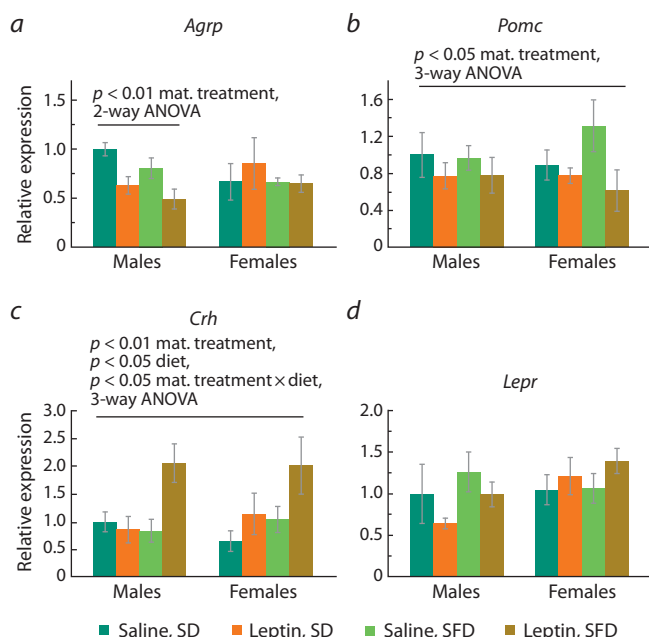 a
Agrp
p < 0.01 mat. treatment,
2-way ANOVA
Relative expression
1.5
1.0
0.5
0
Males
Females
b
Pomc
p < 0.05 mat. treatment,
3-way ANOVA
1.6
1.2
0.8
0.4
0
Males
Females
c
Crh
p < 0.01 mat. treatment,
p < 0.05 diet,
p < 0.05 mat. treatment × diet,
3-way ANOVA
Relative expression
3.0
2.5
2.0
1.5
1.0
0.5
0
Males
Females
d
Lepr
2.0
1.5
1.0
0.5
0
Males
Females
Saline, SD Leptin, SD Saline, SFD Leptin, SFD